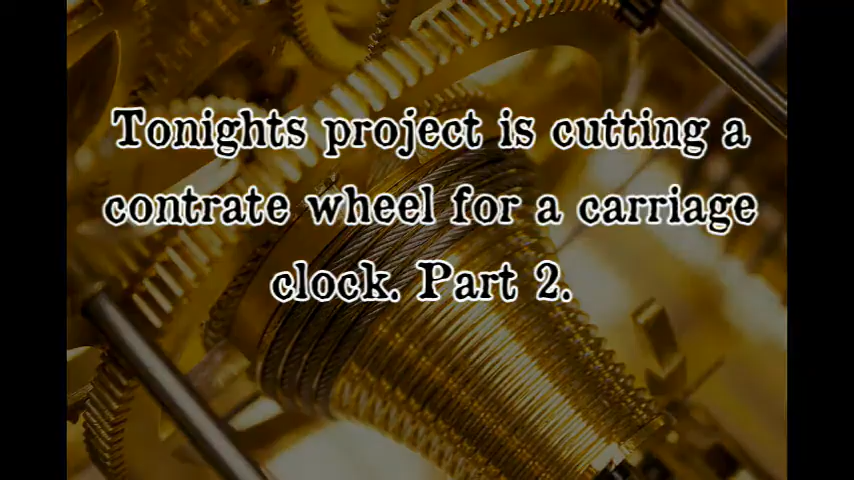 Tonights project is cutting a
contrate wheel for a carriage
clock. Part 2.